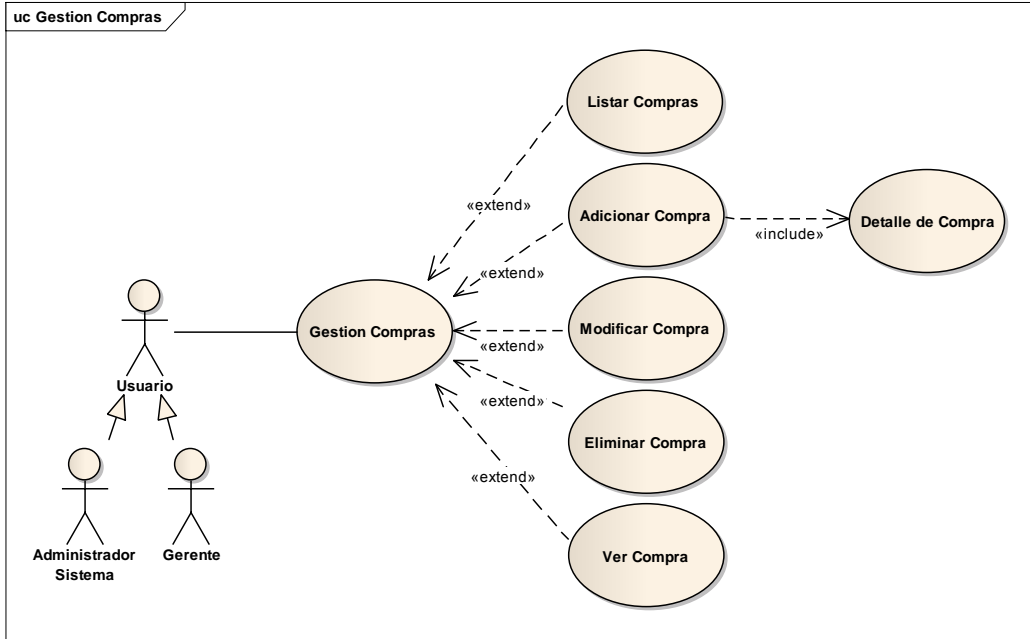 uc Gestion Compras
Listar Compras
«extend»
Adicionar Compra
«include»
Detalle de Compra
«extend»
Gestion Compras
Modificar Compra
«extend»
Usuario
«extend»
Eliminar Compra
«extend»
Administrador
Sistema
Gerente
Ver Compra